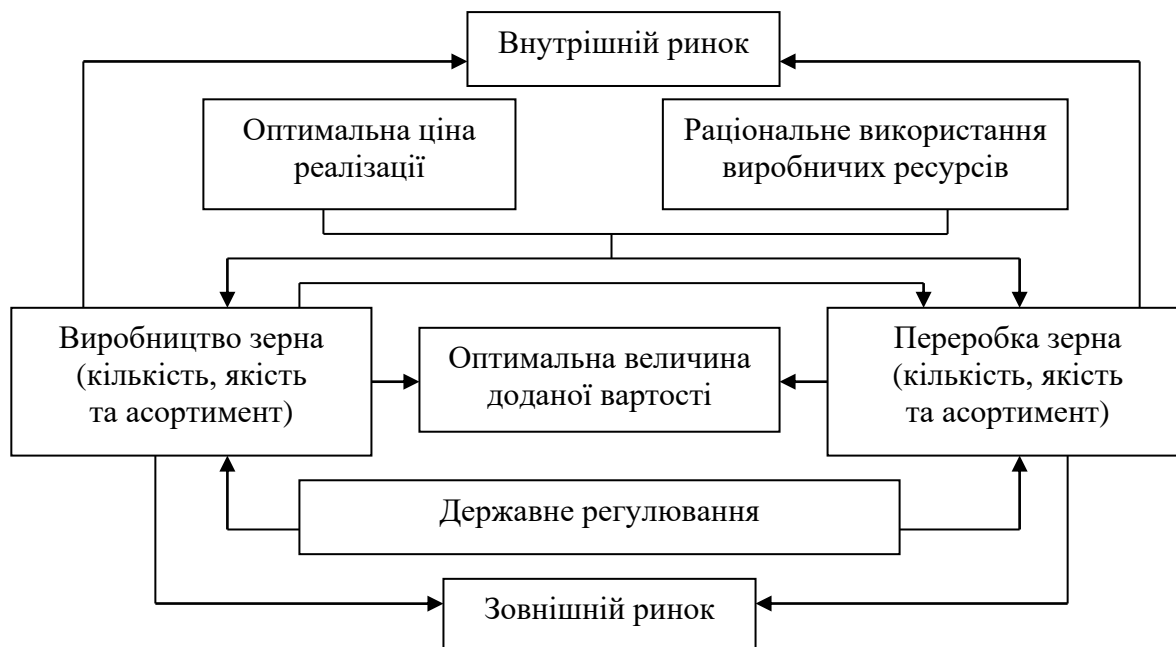 Внутрішній ринок
Оптимальна ціна
реалізації
Раціональне використання
виробничих ресурсів
Виробництво зерна
(кількість, якість
та асортимент)
Оптимальна величина
доданої вартості
Переробка зерна
(кількість, якість
та асортимент)
Державне регулювання
Зовнішній ринок